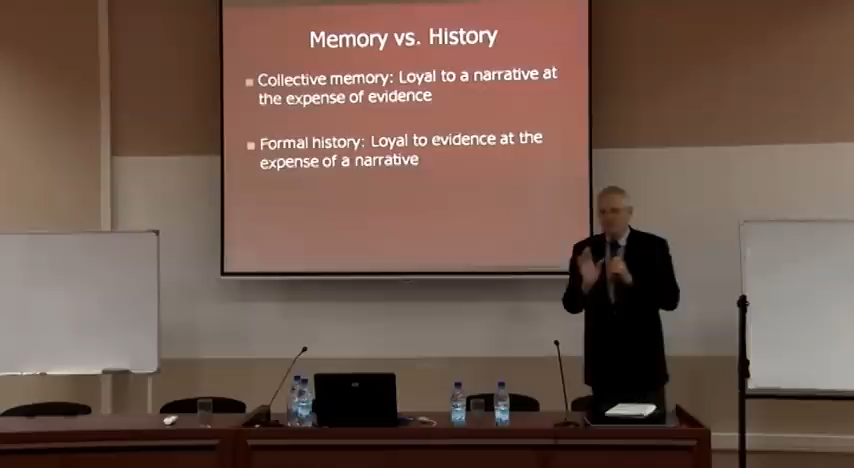 Memory vs. History
Collective memory: Loyal to a narrative at
the expense of evidence
Formal history: Loyal to evidence at the
expense of a narrative